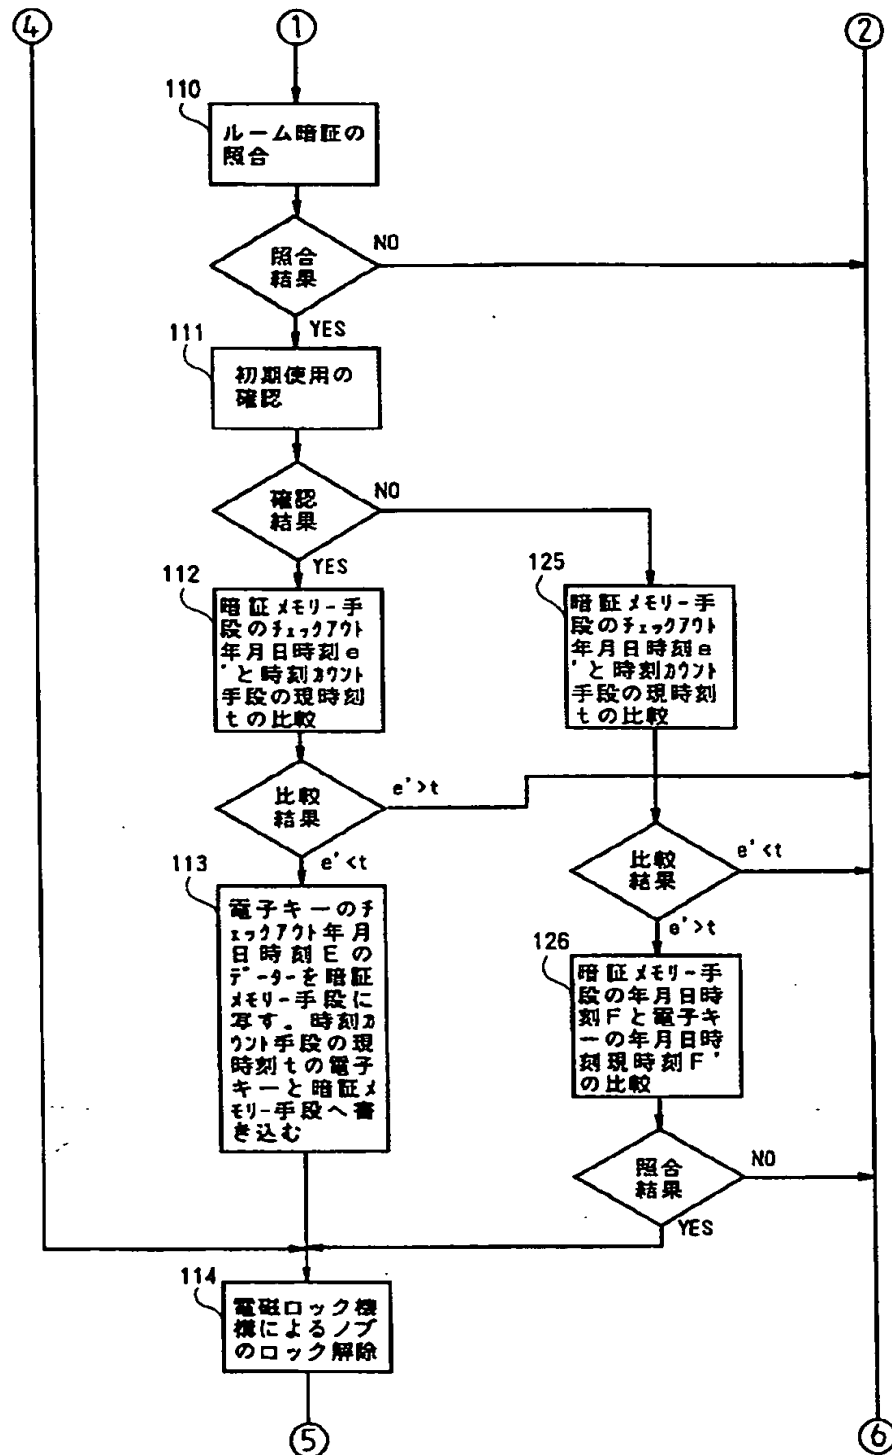 ④
①
②
110
ルーム暗証の
照合
照合
結果
NO
YES
111
初期使用の
確認
確認
結果
NO
YES
112
暗証メモリー手
段のチェックアウト
年月日時刻e
'と時刻カウント
手段の現時刻
tの比較
125
暗証メモリー手
段のチェックアウト
年月日時刻e
'と時刻カウント
手段の現時刻
tの比較
比較
結果
e'>t
e'<t
比較
結果
e'<t
e'>t
113
電子キーのチ
ェックアウト年月
日時刻Eの
データーを暗証
メモリー手段に
写す。時刻カ
ウント手段の現
時刻tの電子
キーと暗証メ
モリー手段へ書
き込む
126
暗証メモリー手
段の年月日時
刻Fと電子キ
ーの年月日時
刻現時刻F'
の比較
照合
結果
NO
YES
114
電磁ロック機
構によるノブ
のロック解除
⑤
⑥